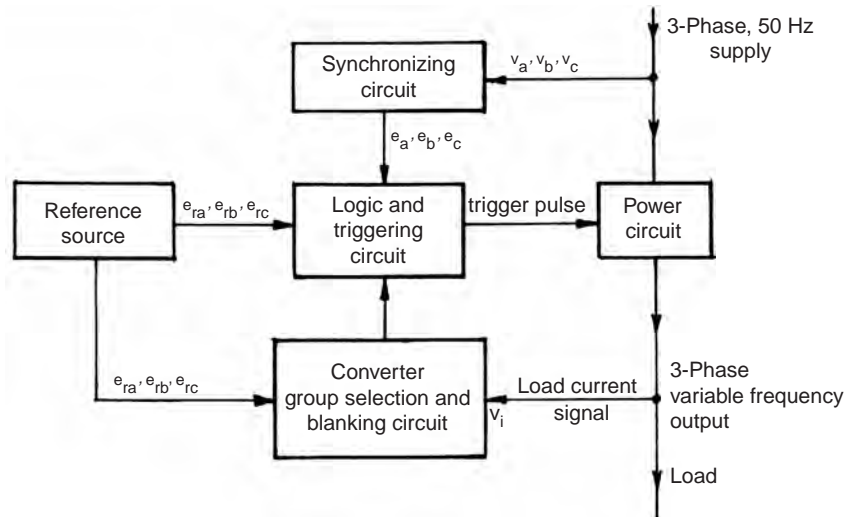 3-Phase, 50 Hz
supply
Synchronizing
circuit
v_a, v_b, v_c
e_a, e_b, e_c
Reference
source
e_ra, e_rb, e_rc
Logic and
triggering
circuit
trigger pulse
Power
circuit
e_ra, e_rb, e_rc
Converter
group selection and
blanking circuit
v_i
Load current
signal
3-Phase
variable frequency
output
Load